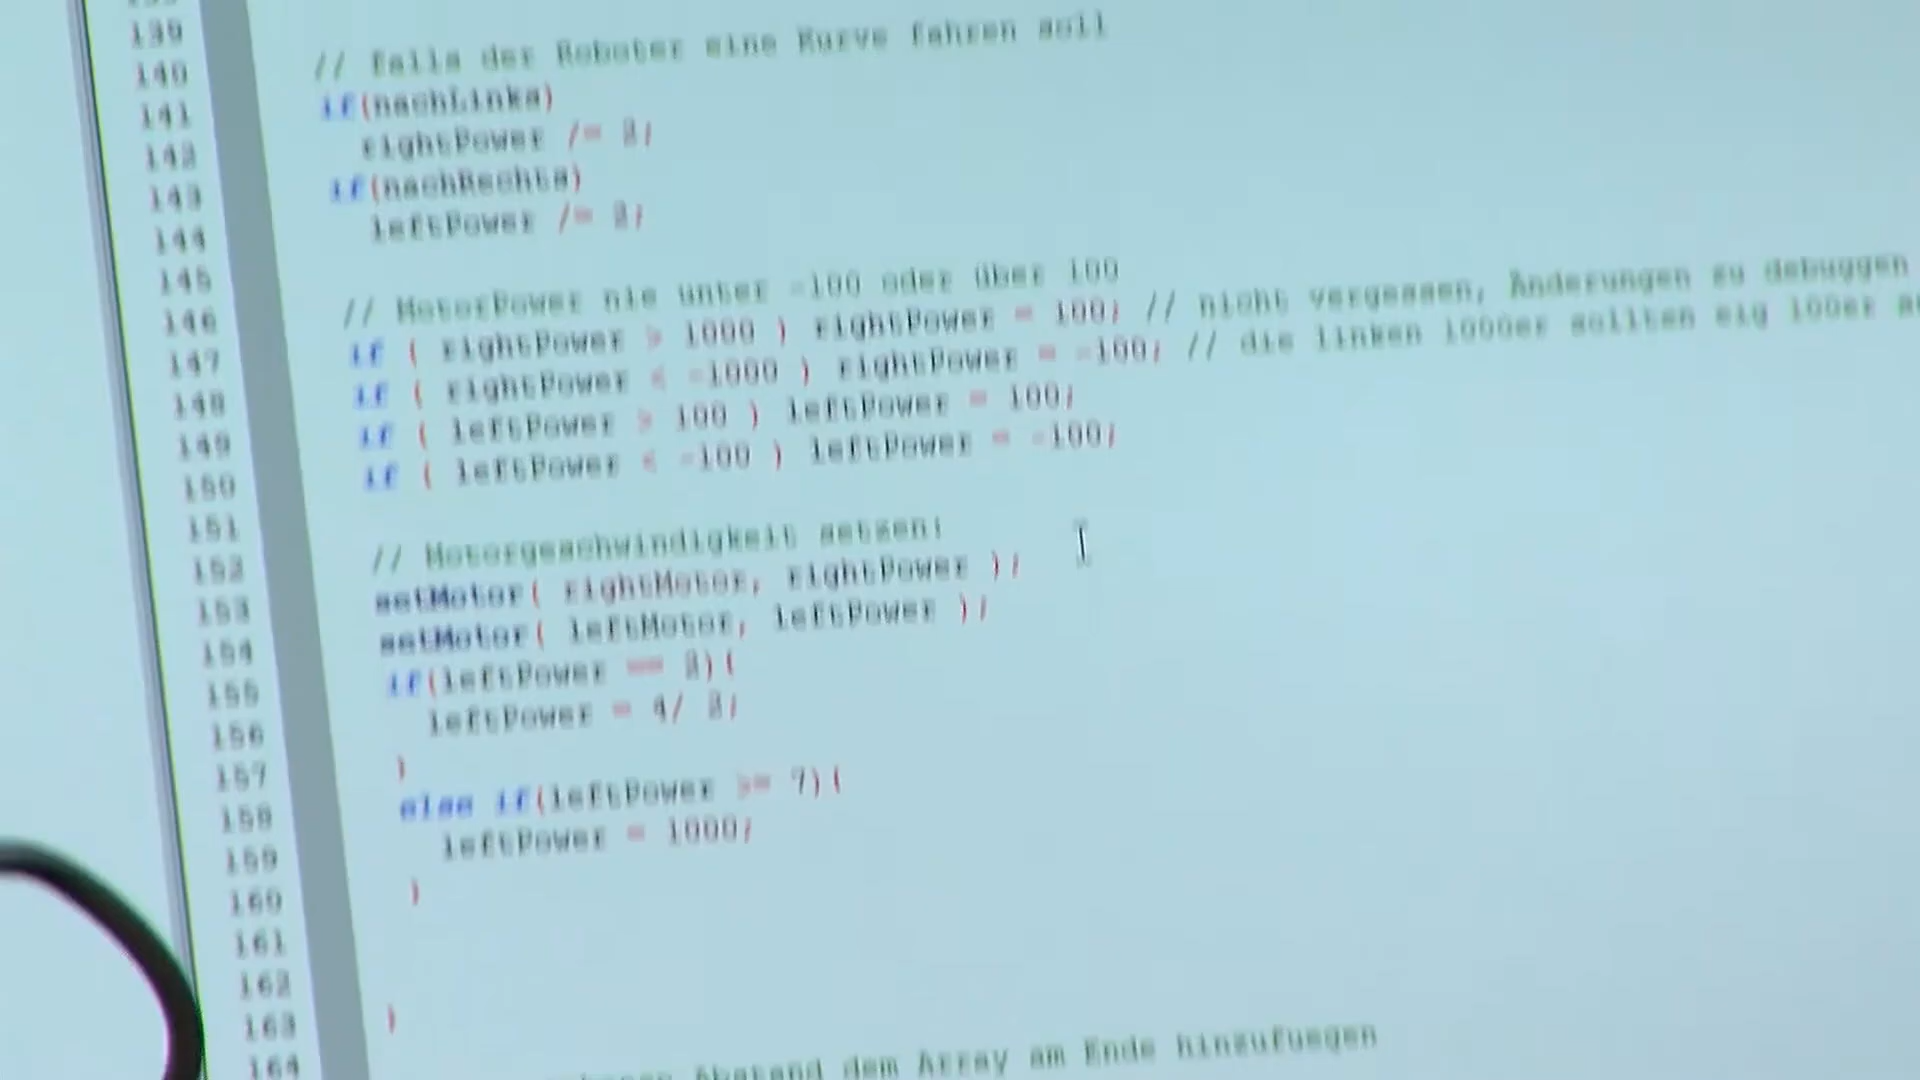 139
140 // falls der Roboter eine Kurve fahren soll
141 if(nachLinks)
142 rightPower /= 2;
143 if(nachRechts)
144 leftPower /= 2;
145
146 // MotorPower nie unter -100 oder über 100
147 if ( rightPower > 1000 ) rightPower = 100; // nicht vergessen, Änderungen zu debuggen
148 if ( rightPower < -1000 ) rightPower = -100; // die linken 1000er sollten eig 100er
149 if ( leftPower > 100 ) leftPower = 100;
150 if ( leftPower < -100 ) leftPower = -100;
151
152 // Motorgeschwindigkeit setzen:
153 setMotor( rightMotor, rightPower );
154 setMotor( leftMotor, leftPower );
155 if(leftPower == 2){
156 leftPower = 4/ 2;
157 }
158 else if(leftPower >= 7){
159 leftPower = 1000;
160 }
161
162
163 }
164 Abstand dem Array am Ende hinzufuegen